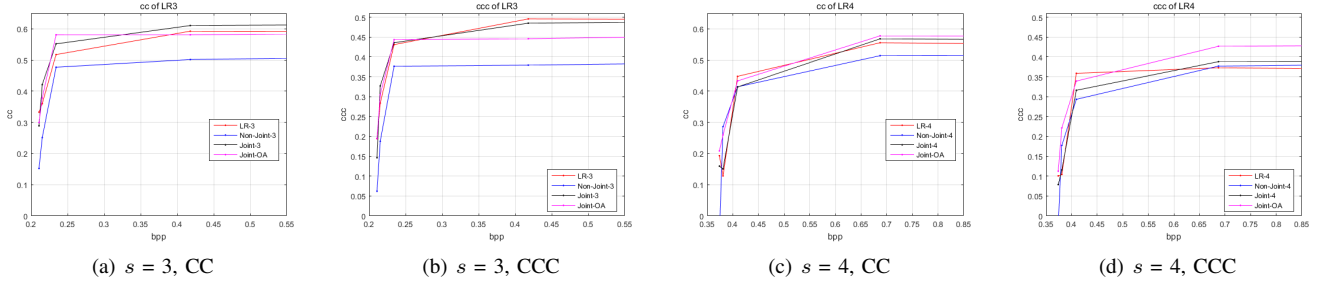 cc of LR3
0.6
0.5
0.4
0.3
0.2
0.1
0
cc
0.2 0.25 0.3 0.35 0.4 0.45 0.5 0.55
bpp
LR-3
Non-Joint-3
Joint-3
Joint-OA
(a) s = 3, CC
ccc of LR3
0.5
0.45
0.4
0.35
0.3
0.25
0.2
0.15
0.1
0.05
0
ccc
0.2 0.25 0.3 0.35 0.4 0.45 0.5 0.55
bpp
LR-3
Non-Joint-3
Joint-3
Joint-OA
(b) s = 3, CCC
cc of LR4
0.6
0.5
0.4
0.3
0.2
0.1
0
cc
0.35 0.4 0.45 0.5 0.55 0.6 0.65 0.7 0.75 0.8 0.85
bpp
LR-4
Non-Joint-4
Joint-4
Joint-OA
(c) s = 4, CC
ccc of LR4
0.5
0.45
0.4
0.35
0.3
0.25
0.2
0.15
0.1
0.05
0
ccc
0.35 0.4 0.45 0.5 0.55 0.6 0.65 0.7 0.75 0.8 0.85
bpp
LR-4
Non-Joint-4
Joint-4
Joint-OA
(d) s = 4, CCC